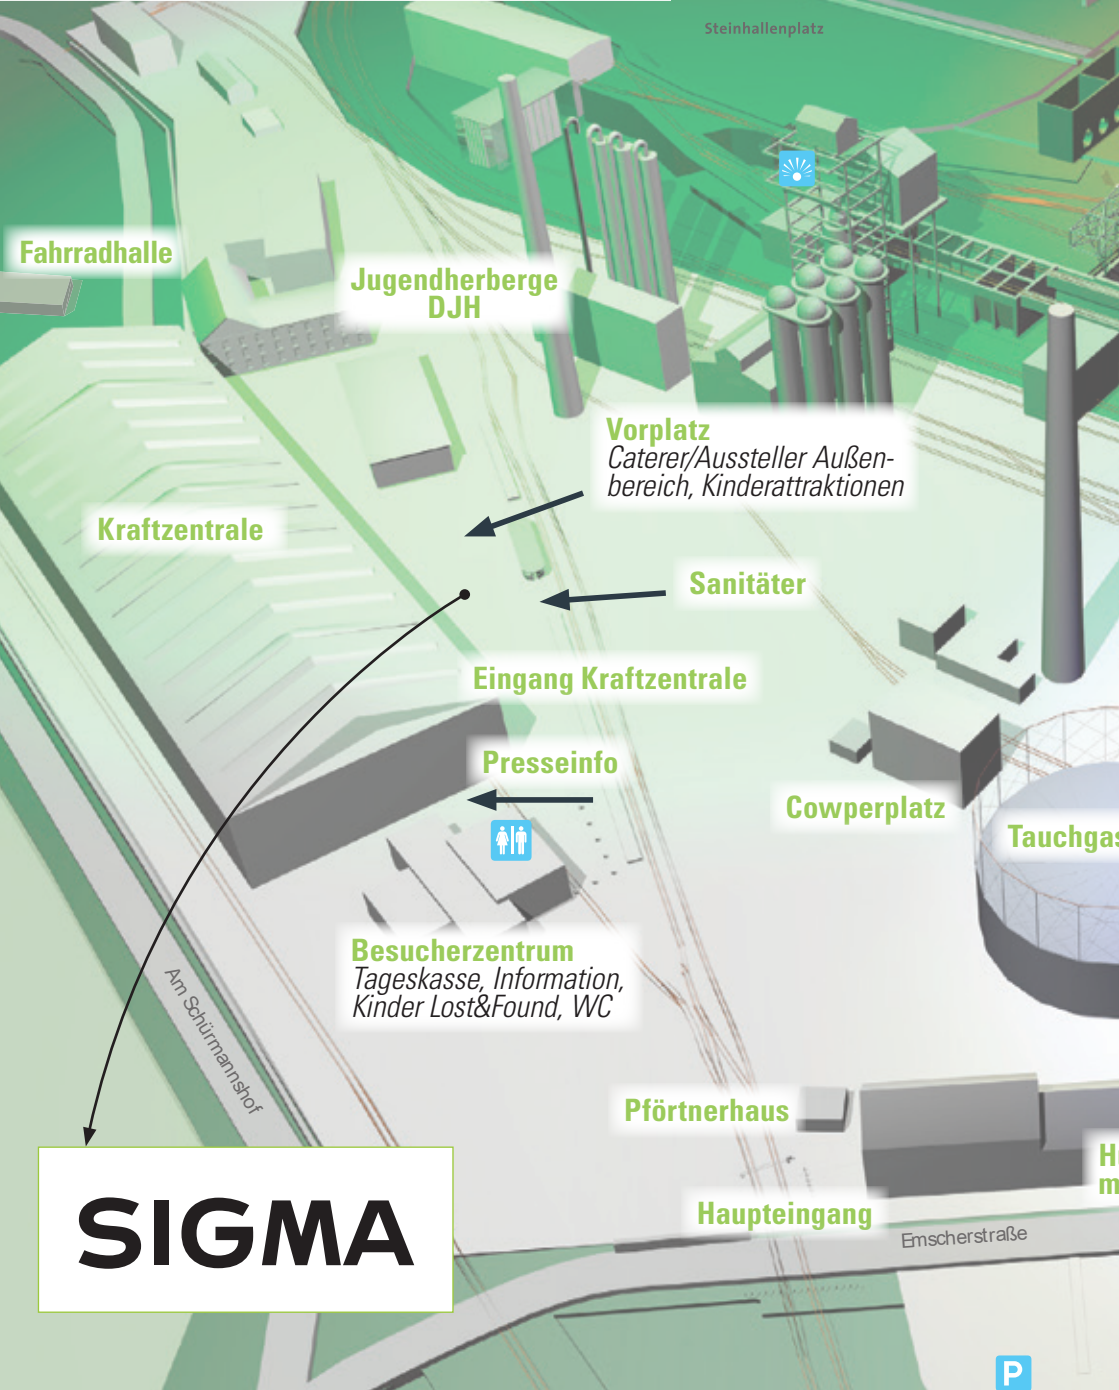 Steinhallenplatz
Fahrradhalle
Jugendherberge
DJH
Vorplatz
Caterer/Aussteller Außen-
bereich, Kinderattraktionen
Kraftzentrale
Sanitäter
Eingang Kraftzentrale
Presseinfo
Cowperplatz
Tauchgas
Besucherzentrum
Tageskasse, Information,
Kinder Lost&Found, WC
Am Schürmannshof
Pförtnerhaus
Haupteingang
Emscherstraße
SIGMA
P